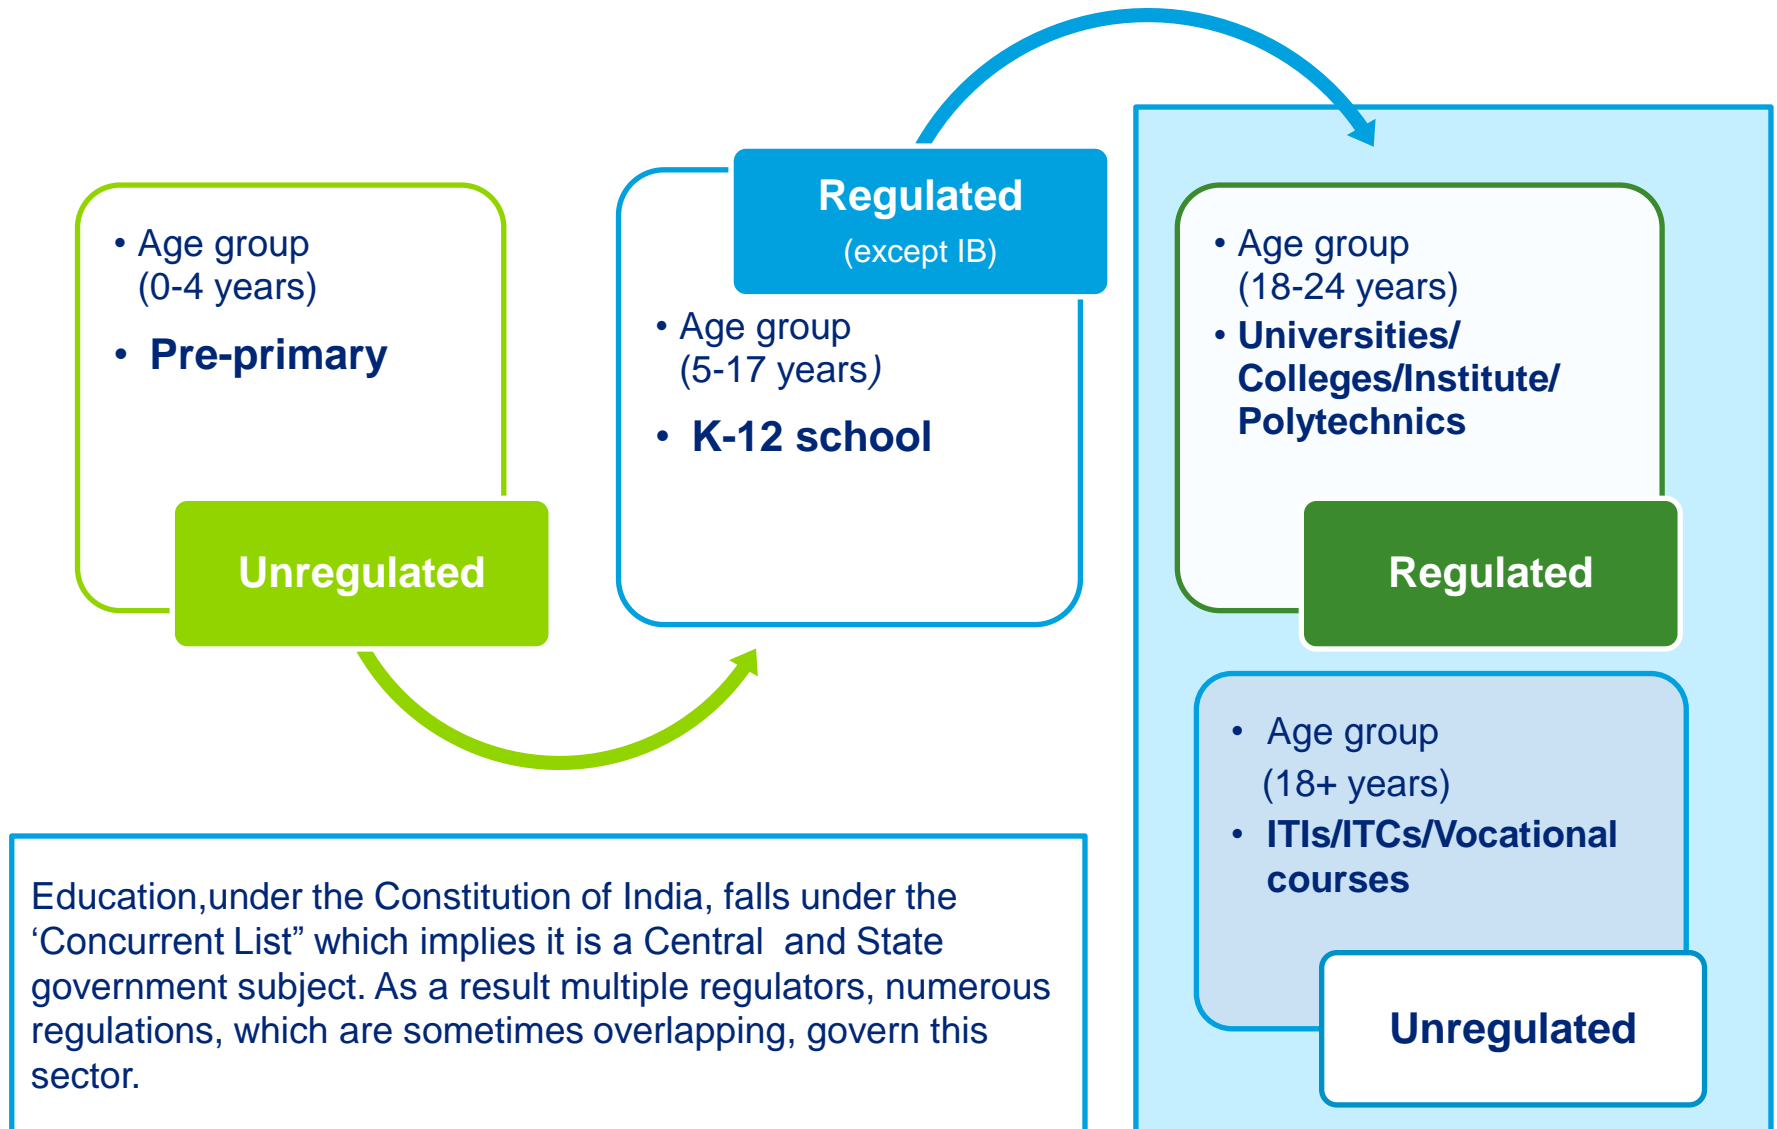 • Age group
(0-4 years)
• Pre-primary
Unregulated
Regulated
(except IB)
• Age group
(5-17 years)
• K-12 school
• Age group
(18-24 years)
• Universities/
Colleges/Institute/
Polytechnics
Regulated
• Age group
(18+ years)
• ITIs/ITCs/Vocational
courses
Unregulated
Education,under the Constitution of India, falls under the
‘Concurrent List” which implies it is a Central  and State
government subject. As a result multiple regulators, numerous
regulations, which are sometimes overlapping, govern this
sector.